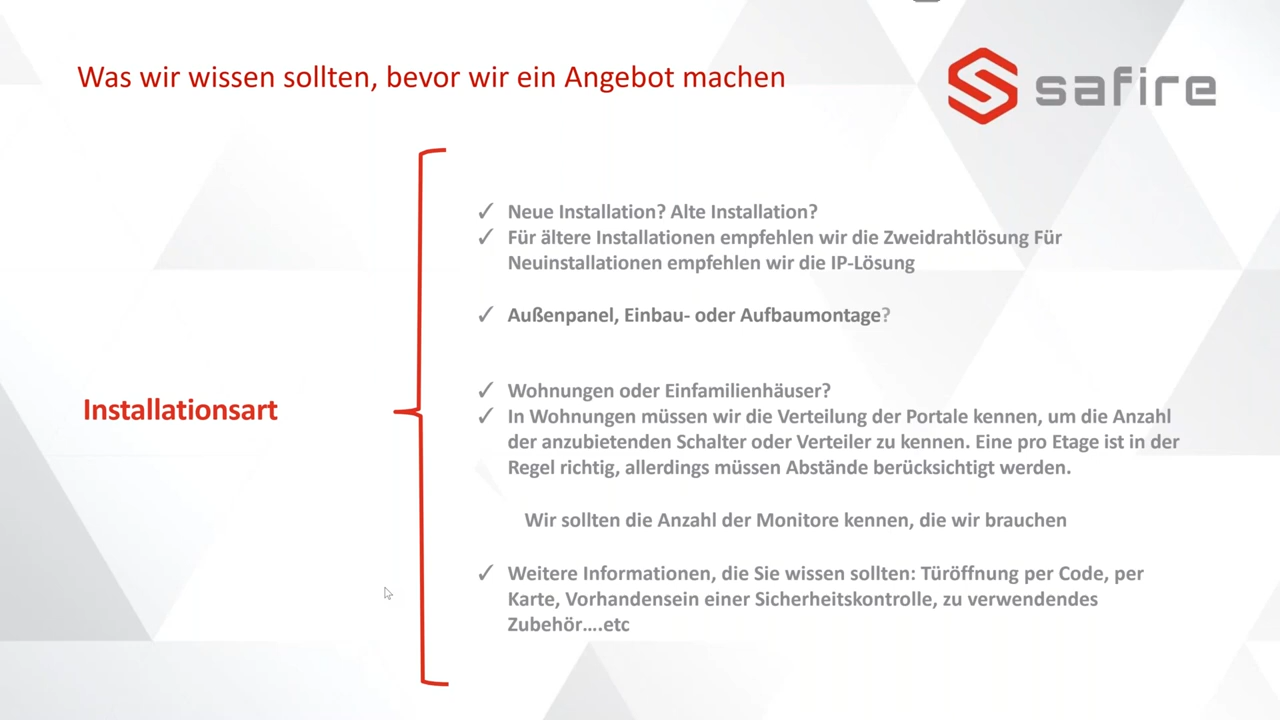 Was wir wissen sollten, bevor wir ein Angebot machen
safire
Neue Installation? Alte Installation?
Für ältere Installationen empfehlen wir die Zweidrahtlösung Für
Neuinstallationen empfehlen wir die IP-Lösung
Außenpanel, Einbau- oder Aufbaumontage?
Installationsart
Wohnungen oder Einfamilienhäuser?
In Wohnungen müssen wir die Verteilung der Portale kennen, um die Anzahl
der anzubietenden Schalter oder Verteiler zu kennen. Eine pro Etage ist in der
Regel richtig, allerdings müssen Abstände berücksichtigt werden.
Wir sollten die Anzahl der Monitore kennen, die wir brauchen
Weitere Informationen, die Sie wissen sollten: Türöffnung per Code, per
Karte, Vorhandensein einer Sicherheitskontrolle, zu verwendendes
Zubehör....etc